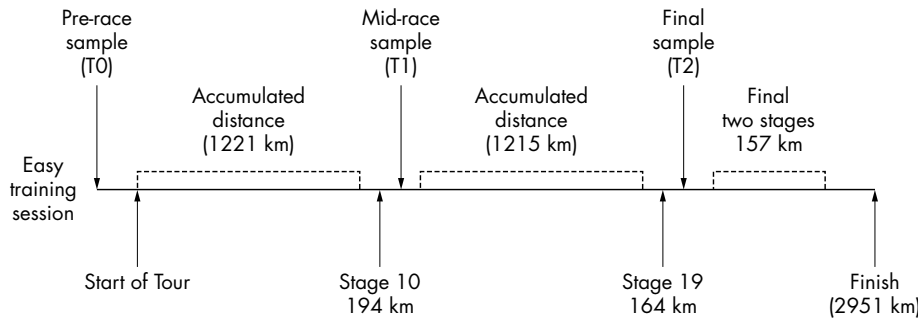 Pre-race
sample
(T0)
Mid-race
sample
(T1)
Final
sample
(T2)
Accumulated
distance
(1221 km)
Accumulated
distance
(1215 km)
Final
two stages
157 km
Easy
training
session
Start of Tour
Stage 10
194 km
Stage 19
164 km
Finish
(2951 km)